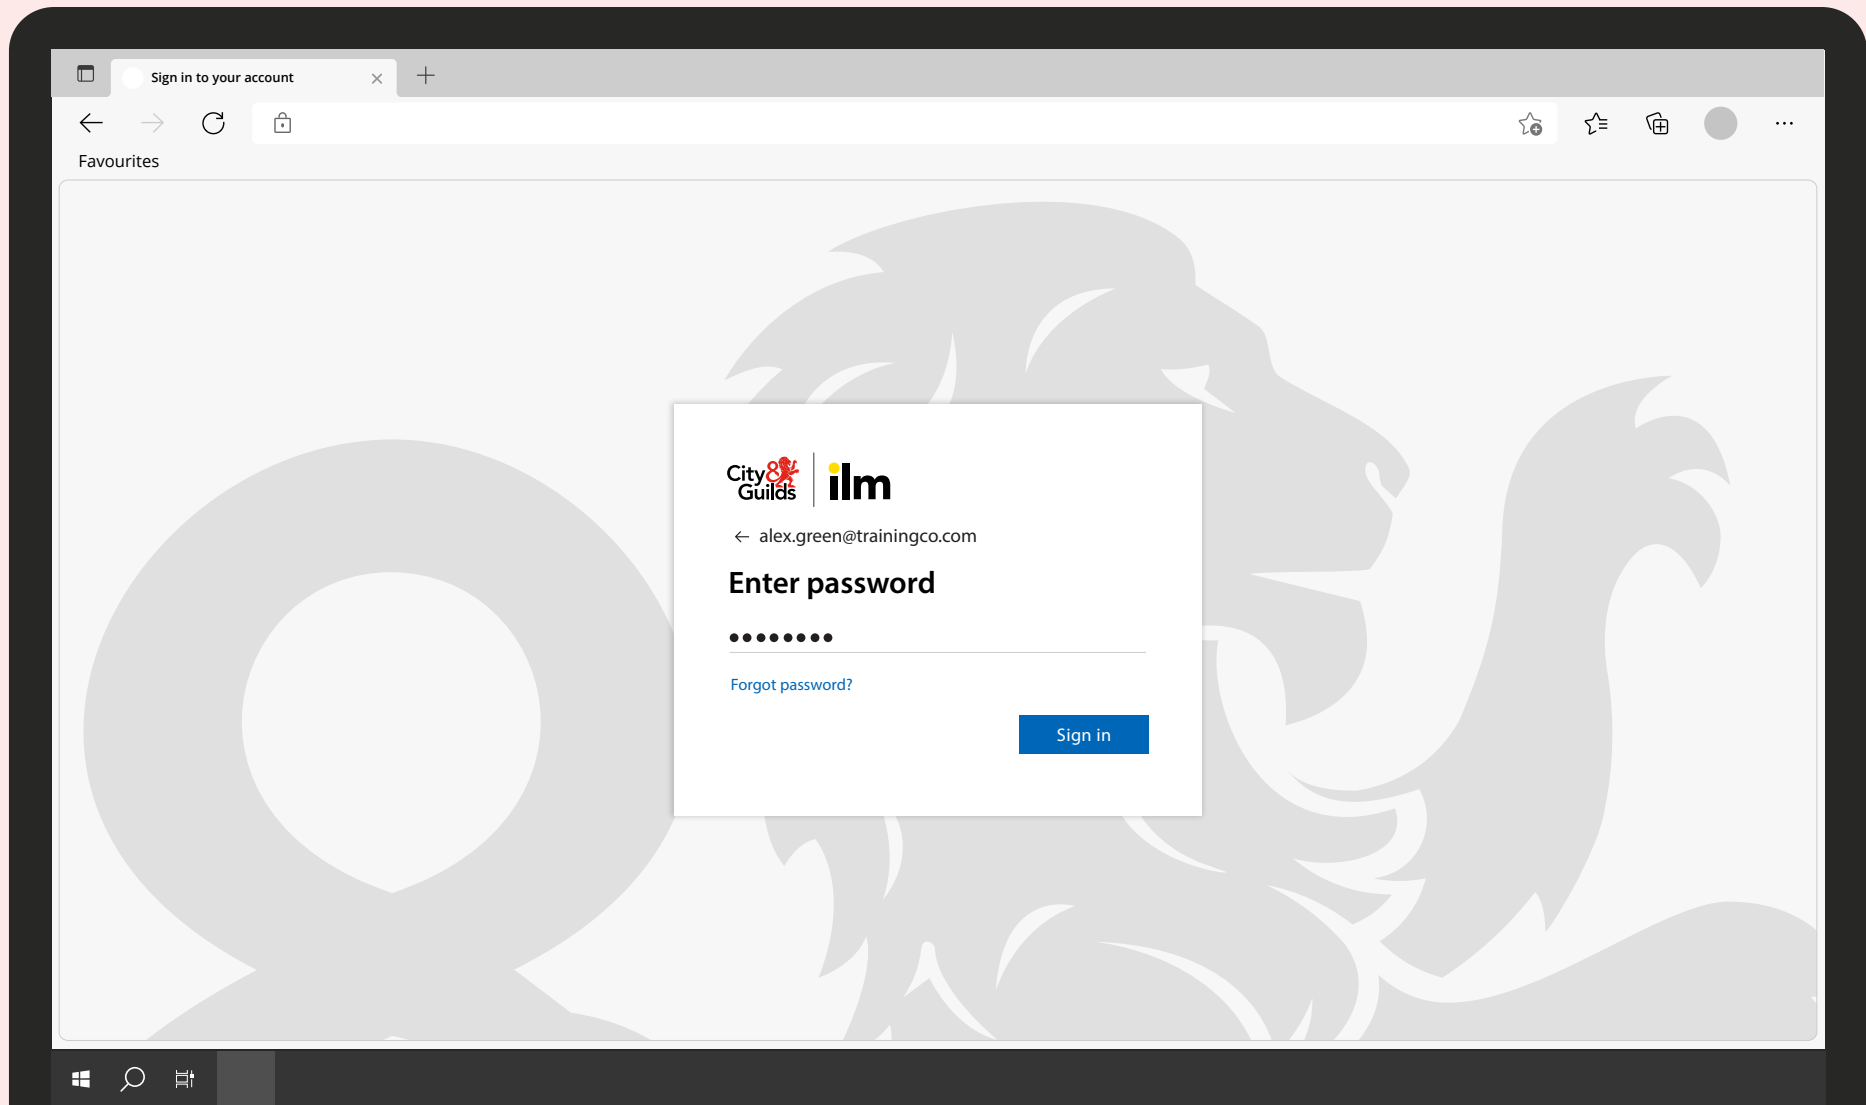 Sign in to your account
Favourites
City &
Guilds
ilm
alex.green@trainingco.com
Enter password
Forgot password?
Sign in